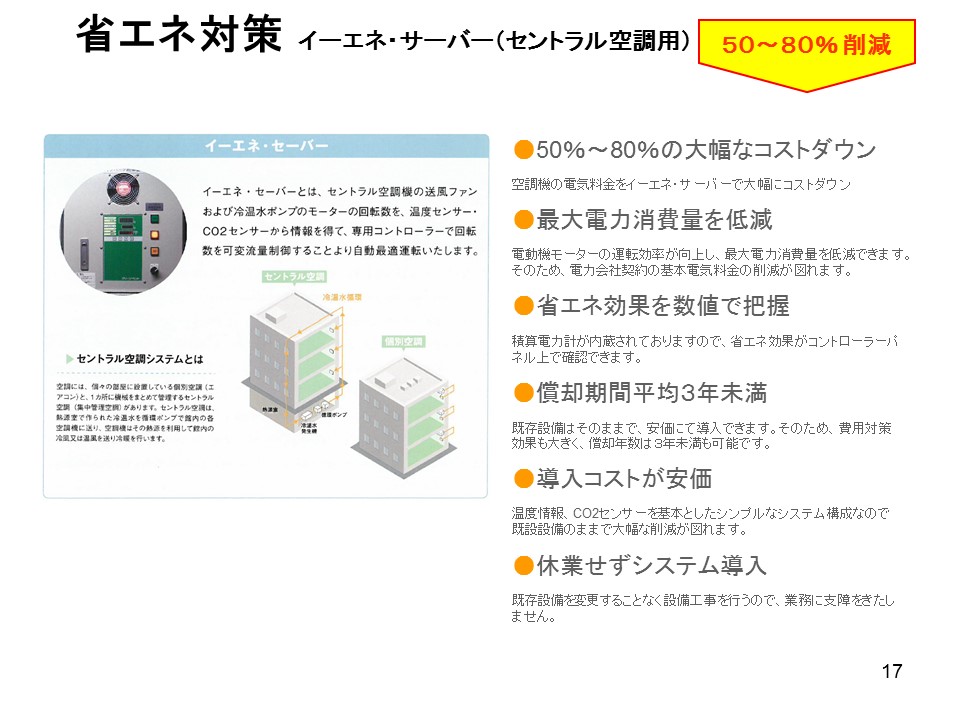 省エネ対策 イーエネ・サーバー（セントラル空調用）
50～80％削減
イーエネ・セーバー
イーエネ・セーバーとは、セントラル空調機の送風ファン
および冷温水ポンプのモーターの回転数を、温度センサー・
CO2センサーから情報を得て、専用コントローラーで回転
数を可変流量制御することより自動最適運転いたします。
セントラル空調
冷温水循環
個別空調
熱源室
循環ポンプ
冷温水
発生機
▶セントラル空調システムとは
空調には、個々の部屋に設置している個別空調（エ
アコン）と、1カ所に機械をまとめて管理するセントラル
空調（集中管理空調）があります。セントラル空調は、
熱源室で作られた冷温水を循環ポンプで館内の各
空調機に送り、空調機はその熱源を利用して館内の
冷風又は温風を送り冷暖を行います。
●50％～80％の大幅なコストダウン
空調機の電気料金をイーエネ・サーバーで大幅にコストダウン
●最大電力消費量を低減
電動機モーターの運転効率が向上し、最大電力消費量を低減できます。
そのため、電力会社契約の基本電気料金の削減が図れます。
●省エネ効果を数値で把握
積算電力計が内蔵されておりますので、省エネ効果がコントローラーパ
ネル上で確認できます。
●償却期間平均３年未満
既存設備はそのままで、安価にて導入できます。そのため、費用対策
効果も大きく、償却年数は３年未満も可能です。
●導入コストが安価
温度情報、CO2センサーを基本としたシンプルなシステム構成なので
既設設備のままで大幅な削減が図れます。
●休業せずシステム導入
既存設備を変更することなく設備工事を行うので、業務に支障をきたし
ません。
17